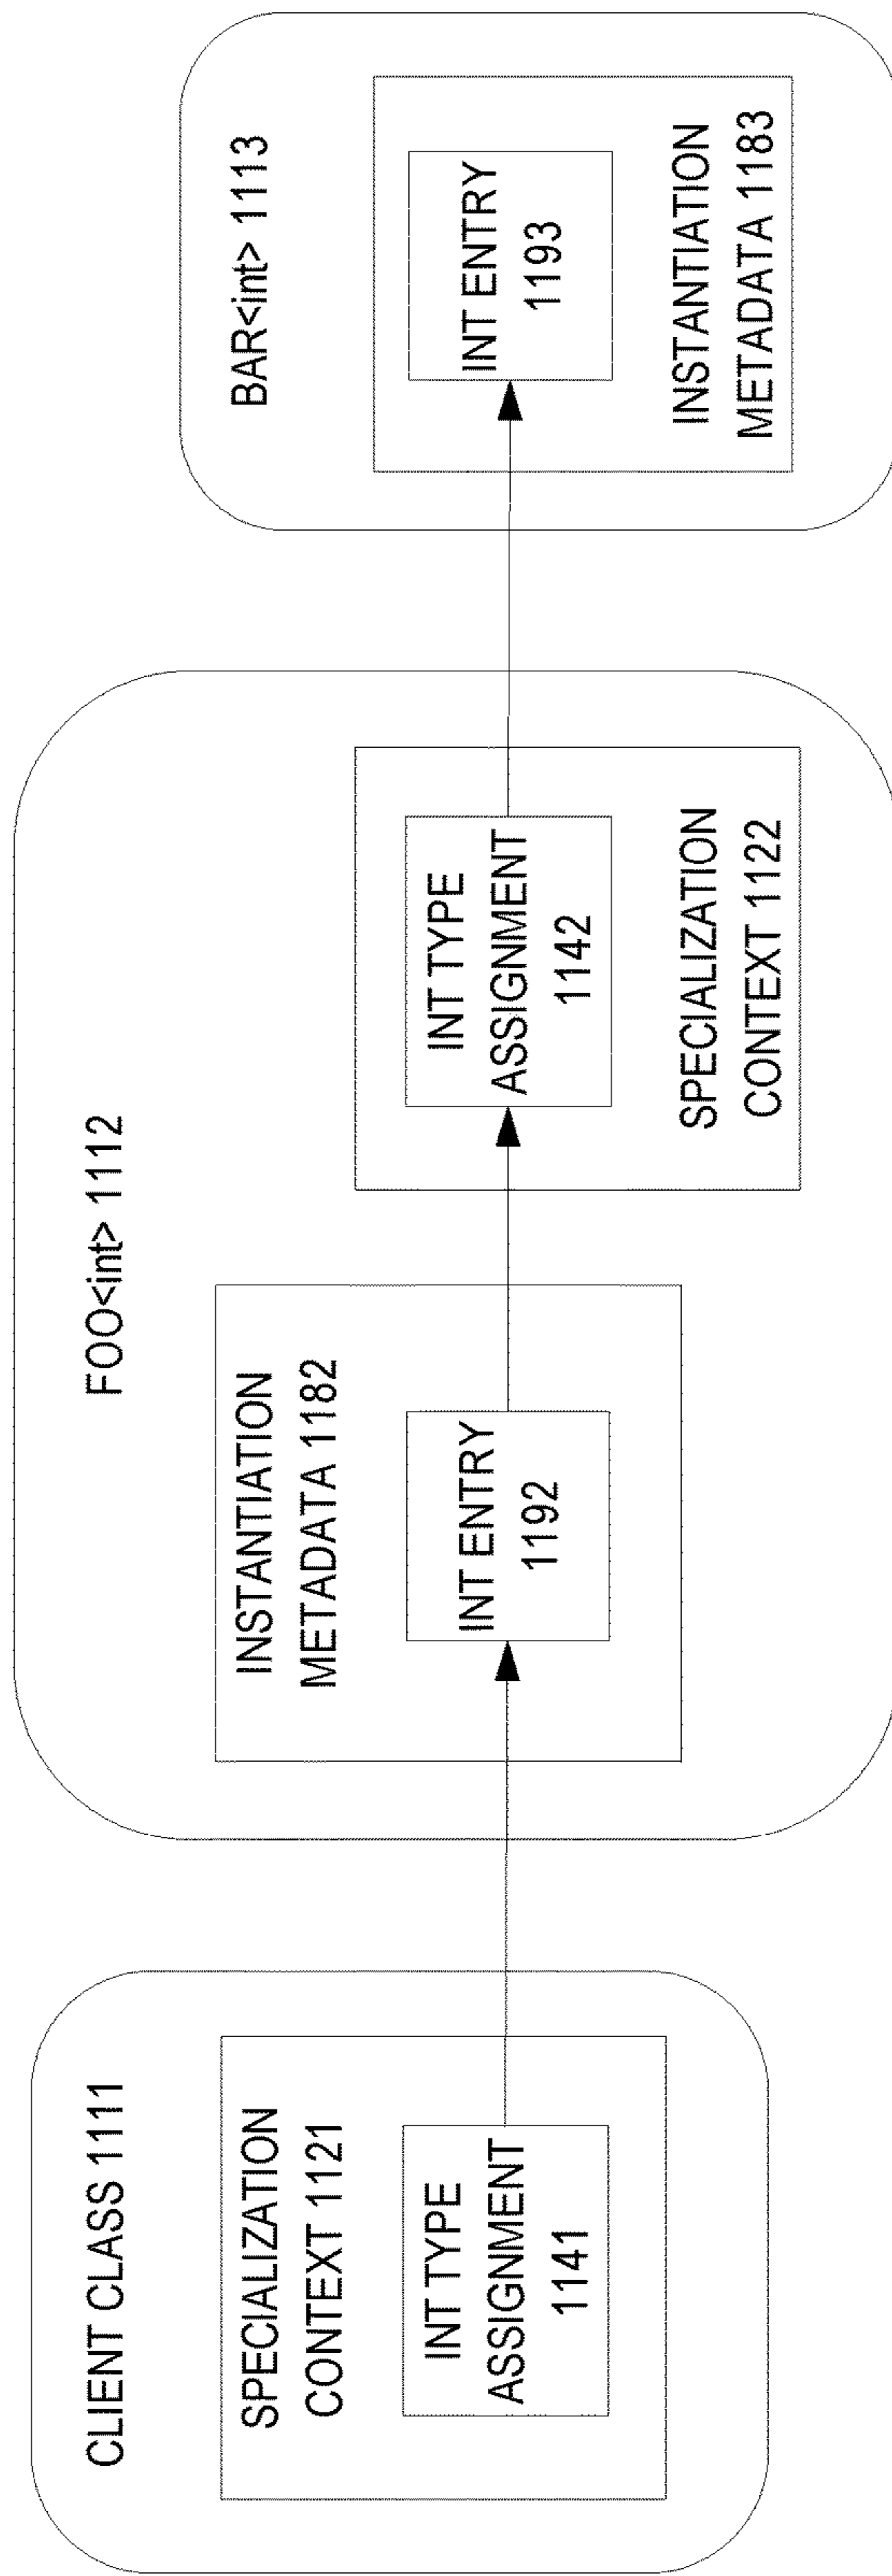 CLIENT CLASS 1111
SPECIALIZATION
CONTEXT 1121
INT TYPE
ASSIGNMENT
1141
FOO<int> 1112
INSTANTIATION
METADATA 1182
INT ENTRY
1192
INT TYPE
ASSIGNMENT
1142
SPECIALIZATION
CONTEXT 1122
BAR<int> 1113
INT ENTRY
1193
INSTANTIATION
METADATA 1183